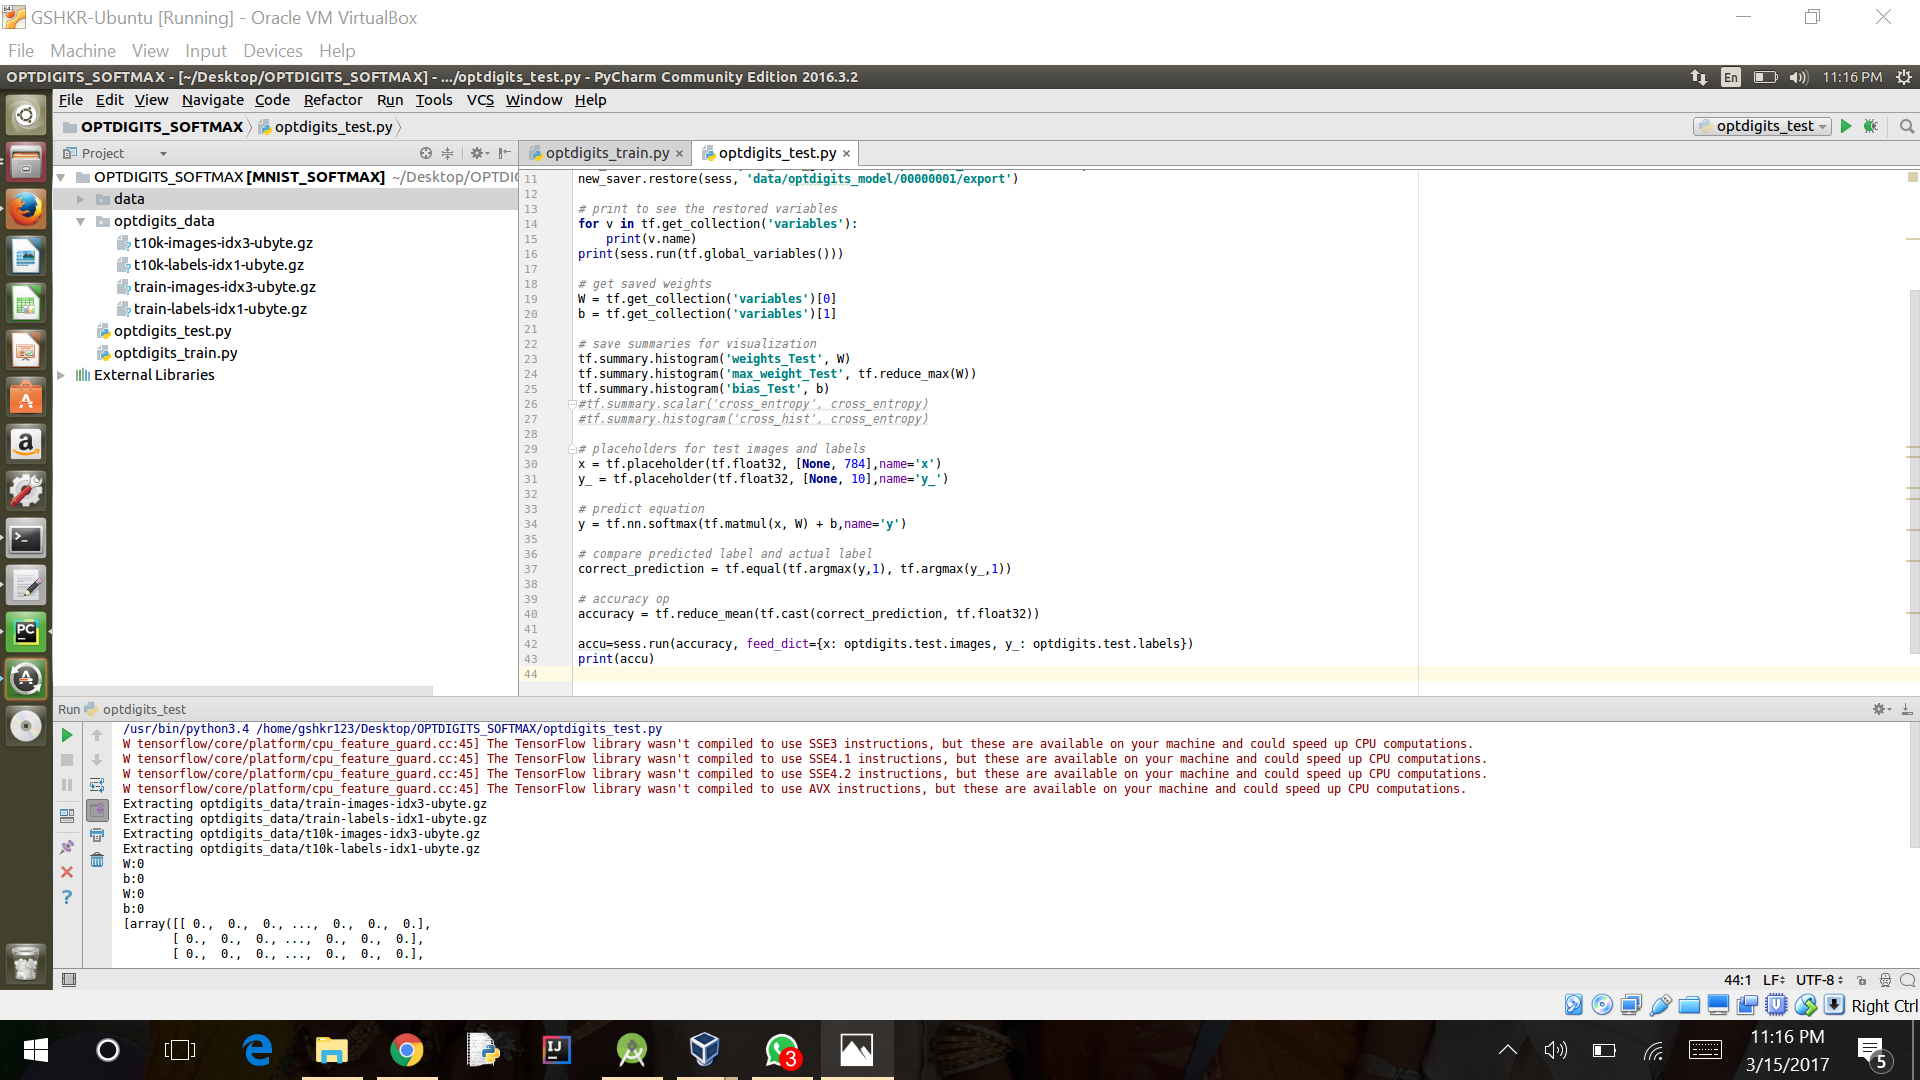 GSHKR-Ubuntu [Running] - Oracle VM VirtualBox
File Machine View Input Devices Help
OPTDIGITS_SOFTMAX - [~/Desktop/OPTDIGITS_SOFTMAX] - .../optdigits_test.py - PyCharm Community Edition 2016.3.2
En 11:16 PM
File Edit View Navigate Code Refactor Run Tools VCS Window Help
OPTDIGITS_SOFTMAX optdigits_test.py
optdigits_test
Project
optdigits_train.py × optdigits_test.py ×
OPTDIGITS_SOFTMAX [MNIST_SOFTMAX] ~/Desktop/OPTDIG
data
optdigits_data
t10k-images-idx3-ubyte.gz
t10k-labels-idx1-ubyte.gz
train-images-idx3-ubyte.gz
train-labels-idx1-ubyte.gz
optdigits_test.py
optdigits_train.py
External Libraries
11 new_saver.restore(sess, 'data/optdigits_model/00000001/export')
12
13 # print to see the restored variables
14 for v in tf.get_collection('variables'):
15 print(v.name)
16 print(sess.run(tf.global_variables()))
17
18 # get saved weights
19 W = tf.get_collection('variables')[0]
20 b = tf.get_collection('variables')[1]
21
22 # save summaries for visualization
23 tf.summary.histogram('weights_Test', W)
24 tf.summary.histogram('max_weight_Test', tf.reduce_max(W))
25 tf.summary.histogram('bias_Test', b)
26 #tf.summary.scalar('cross_entropy', cross_entropy)
27 #tf.summary.histogram('cross_hist', cross_entropy)
28
29 # placeholders for test images and labels
30 x = tf.placeholder(tf.float32, [None, 784],name='x')
31 y_ = tf.placeholder(tf.float32, [None, 10],name='y_')
32
33 # predict equation
34 y = tf.nn.softmax(tf.matmul(x, W) + b,name='y')
35
36 # compare predicted label and actual label
37 correct_prediction = tf.equal(tf.argmax(y,1), tf.argmax(y_,1))
38
39 # accuracy op
40 accuracy = tf.reduce_mean(tf.cast(correct_prediction, tf.float32))
41
42 accu=sess.run(accuracy, feed_dict={x: optdigits.test.images, y_: optdigits.test.labels})
43 print(accu)
44
Run optdigits_test
/usr/bin/python3.4 /home/gshkr123/Desktop/OPTDIGITS_SOFTMAX/optdigits_test.py
W tensorflow/core/platform/cpu_feature_guard.cc:45] The TensorFlow library wasn't compiled to use SSE3 instructions, but these are available on your machine and could speed up CPU computations.
W tensorflow/core/platform/cpu_feature_guard.cc:45] The TensorFlow library wasn't compiled to use SSE4.1 instructions, but these are available on your machine and could speed up CPU computations.
W tensorflow/core/platform/cpu_feature_guard.cc:45] The TensorFlow library wasn't compiled to use SSE4.2 instructions, but these are available on your machine and could speed up CPU computations.
W tensorflow/core/platform/cpu_feature_guard.cc:45] The TensorFlow library wasn't compiled to use AVX instructions, but these are available on your machine and could speed up CPU computations.
Extracting optdigits_data/train-images-idx3-ubyte.gz
Extracting optdigits_data/train-labels-idx1-ubyte.gz
Extracting optdigits_data/t10k-images-idx3-ubyte.gz
Extracting optdigits_data/t10k-labels-idx1-ubyte.gz
W:0
b:0
W:0
b:0
[array([[ 0., 0., 0., ..., 0., 0., 0.],
[ 0., 0., 0., ..., 0., 0., 0.],
[ 0., 0., 0., ..., 0., 0., 0.],
44:1 LF UTF-8
Right Ctrl
11:16 PM
3/15/2017
3
5
PC
IJ